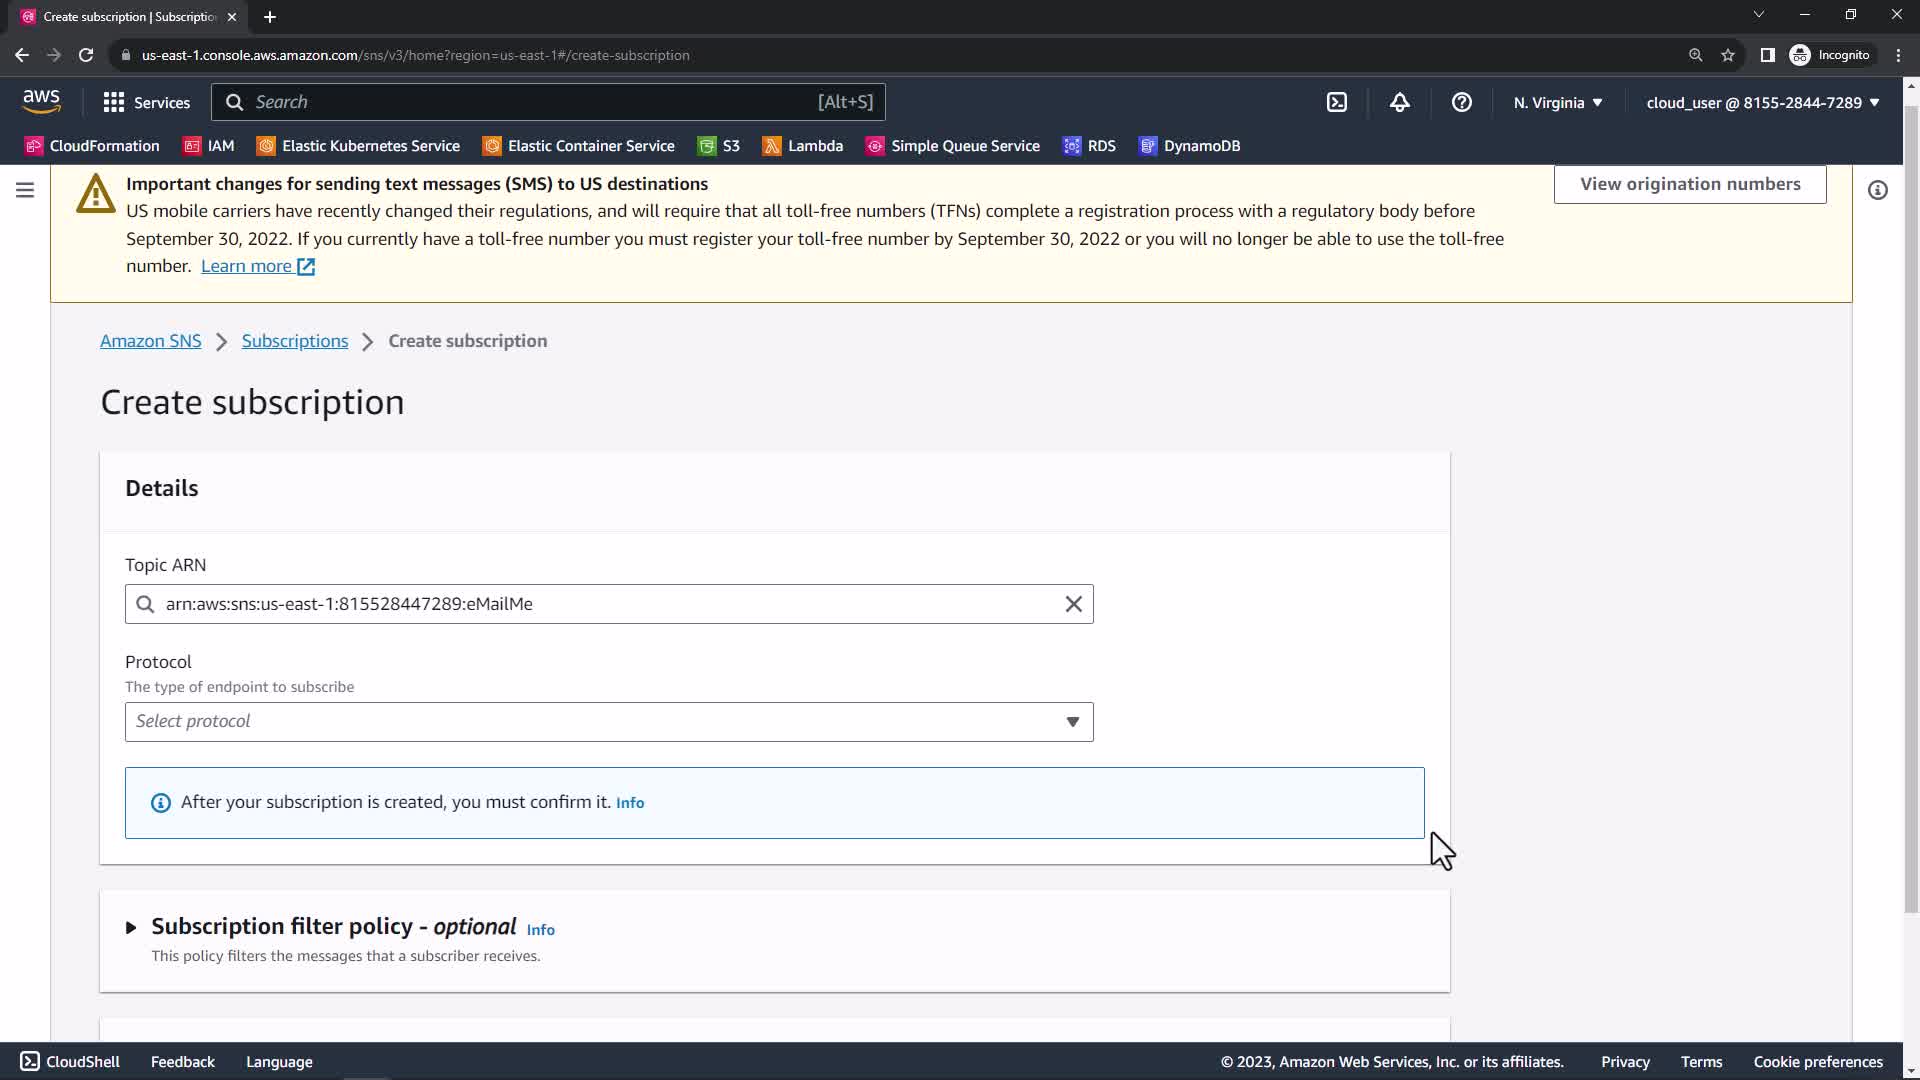 Create subscription | Subscriptio
us-east-1.console.aws.amazon.com/sns/v3/home?region=us-east-1#/create-subscription
Incognito
aws
Services
Search
[Alt+S]
N. Virginia
cloud_user @ 8155-2844-7289
CloudFormation
IAM
Elastic Kubernetes Service
Elastic Container Service
S3
Lambda
Simple Queue Service
RDS
DynamoDB
Important changes for sending text messages (SMS) to US destinations
View origination numbers
US mobile carriers have recently changed their regulations, and will require that all toll-free numbers (TFNs) complete a registration process with a regulatory body before
September 30, 2022. If you currently have a toll-free number you must register your toll-free number by September 30, 2022 or you will no longer be able to use the toll-free
number. Learn more
Amazon SNS
Subscriptions
Create subscription
Create subscription
Details
Topic ARN
arn:aws:sns:us-east-1:815528447289:eMailMe
Protocol
The type of endpoint to subscribe
Select protocol
After your subscription is created, you must confirm it. Info
Subscription filter policy - optional Info
This policy filters the messages that a subscriber receives.
CloudShell
Feedback
Language
© 2023, Amazon Web Services, Inc. or its affiliates.
Privacy
Terms
Cookie preferences